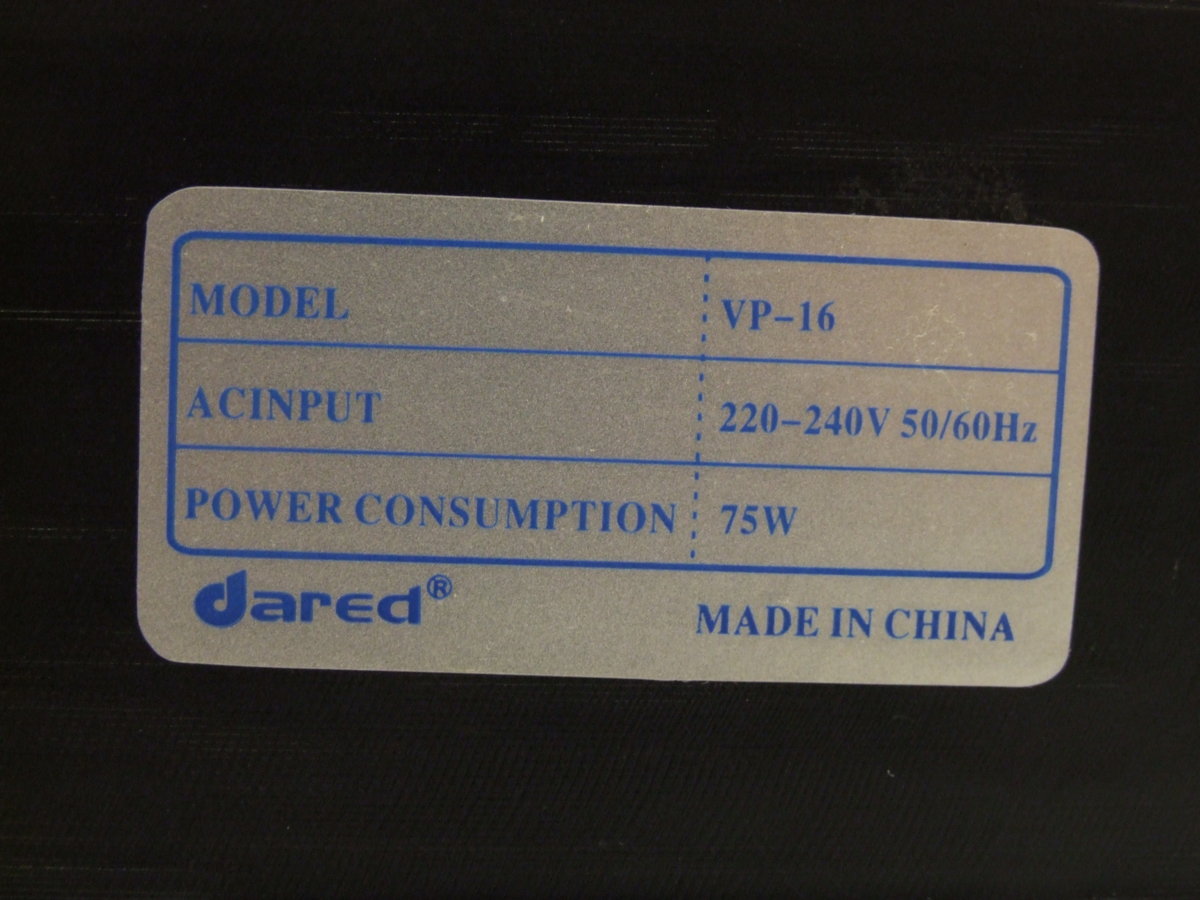 MODEL VP-16
ACINPUT 220-240V 50/60Hz
POWER CONSUMPTION 75W
dared® MADE IN CHINA